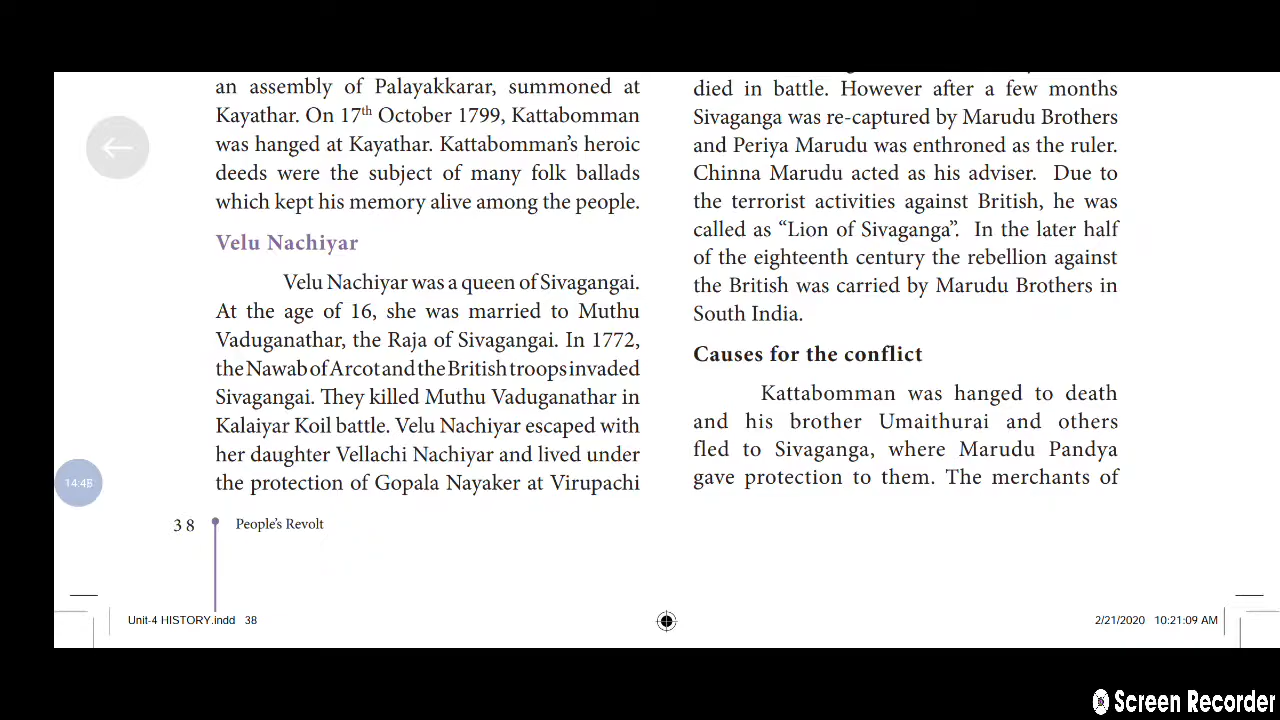 an assembly of Palayakkarar, summoned at
Kayathar. On 17th October 1799, Kattabomman
was hanged at Kayathar. Kattabomman's heroic
deeds were the subject of many folk ballads
which kept his memory alive among the people.
Velu Nachiyar
Velu Nachiyar was a queen of Sivagangai.
At the age of 16, she was married to Muthu
Vaduganathar, the Raja of Sivagangai. In 1772,
the Nawab of Arcot and the British troops invaded
Sivagangai. They killed Muthu Vaduganathar in
Kalaiyar Koil battle. Velu Nachiyar escaped with
her daughter Vellachi Nachiyar and lived under
the protection of Gopala Nayaker at Virupachi
died in battle. However after a few months
Sivaganga was re-captured by Marudu Brothers
and Periya Marudu was enthroned as the ruler.
Chinna Marudu acted as his adviser. Due to
the terrorist activities against British, he was
called as “Lion of Sivaganga”. In the later half
of the eighteenth century the rebellion against
the British was carried by Marudu Brothers in
South India.
Causes for the conflict
Kattabomman was hanged to death
and his brother Umaithurai and others
fled to Sivaganga, where Marudu Pandya
gave protection to them. The merchants of
38 People's Revolt
Unit-4 HISTORY.indd 38
2/21/2020 10:21:09 AM
Screen Recorder